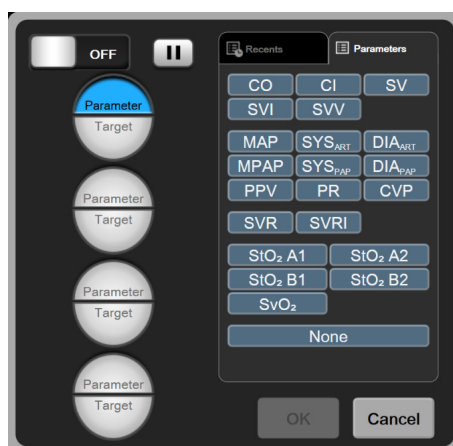 OFF
Recents
Parameters
Parameter
Target
Parameter
Target
Parameter
Target
Parameter
Target
CO CI SV
SVI SVV
MAP SYSART DIAART
MPAP SYSPAP DIAPAP
PPV PR CVP
SVR SVRI
StO₂ A1 StO₂ A2
StO₂ B1 StO₂ B2
SvO₂
None
OK Cancel